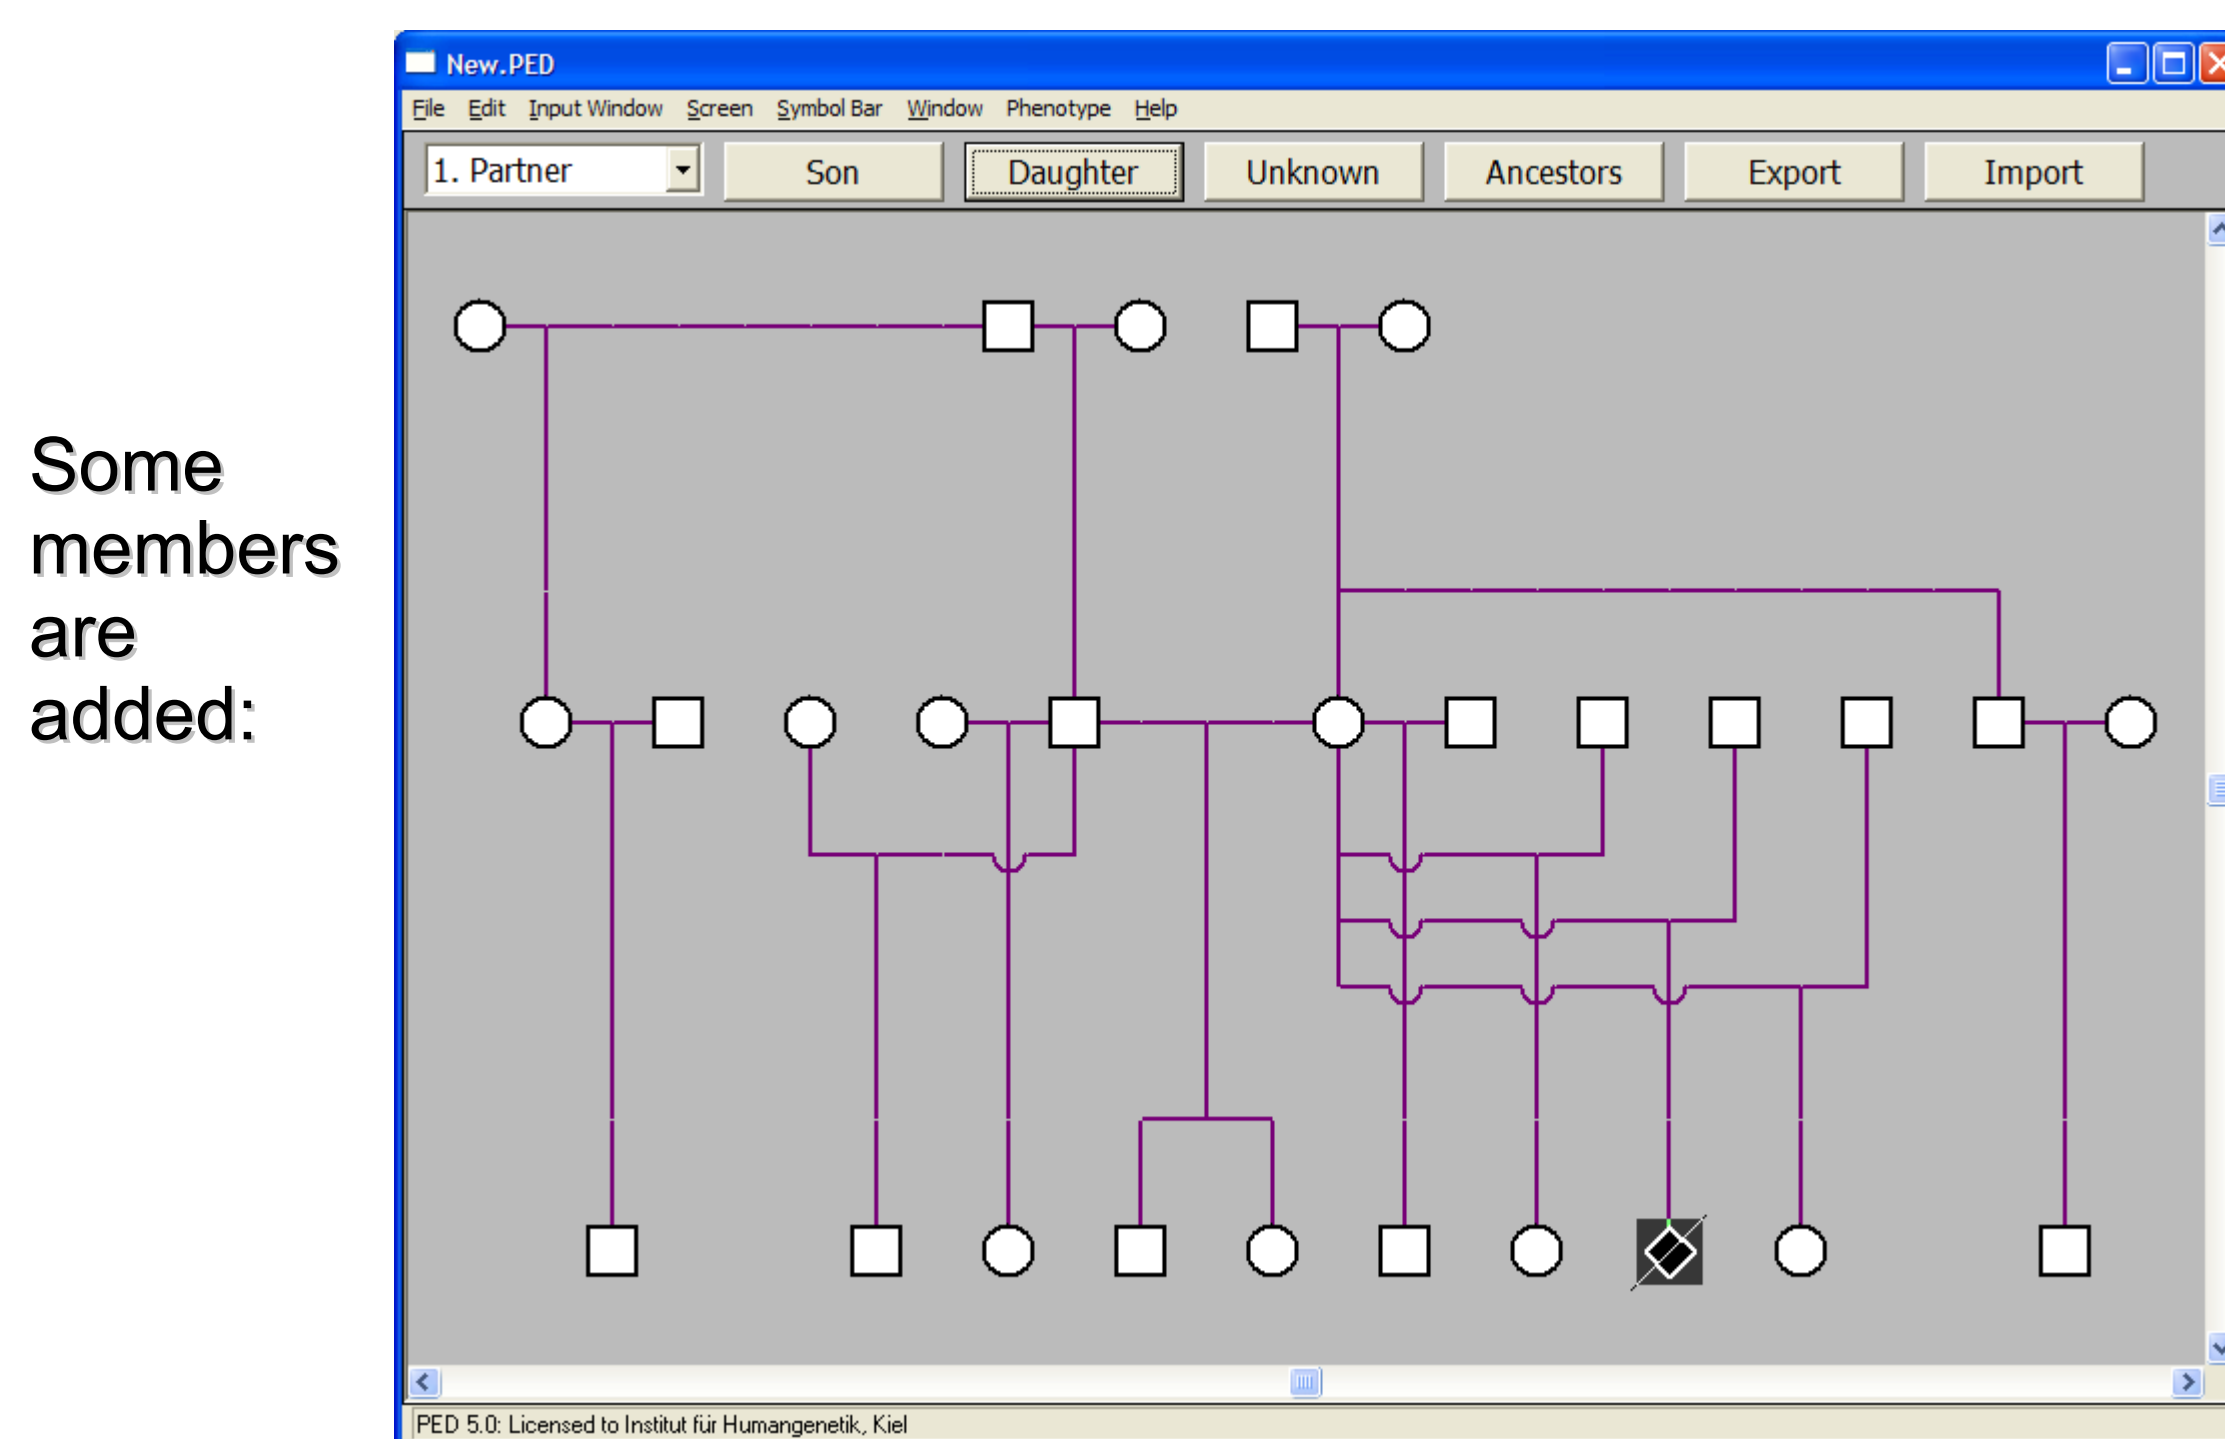 Some
members
are
added:
New.PED
File Edit Input Window Screen Symbol Bar Window Phenotype Help
1. Partner Son Daughter Unknown Ancestors Export Import
PED 5.0: Licensed to Institut für Humangenetik, Kiel